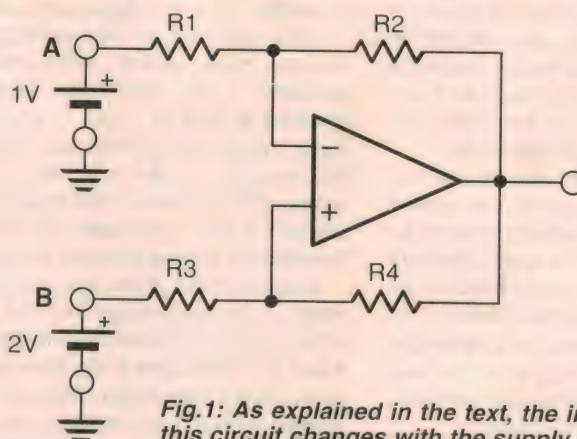 R1
R2
A
+
1V
−
+
R3
R4
B
+
2V
Fig.1: As explained in the text, the
this circuit changes with the supply